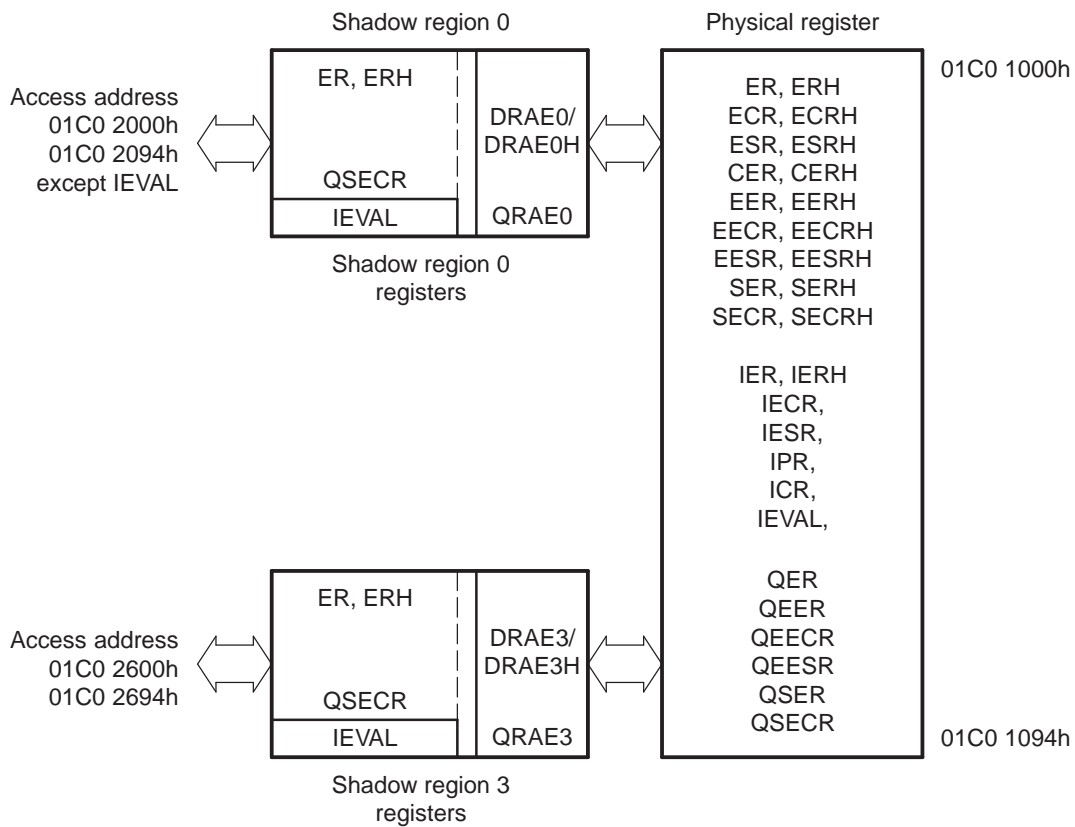 Shadow region 0
Access address
01C0 2000h
01C0 2094h
except IEVAL
ER, ERH
QSECR
IEVAL
DRAE0/
DRAE0H
QRAE0
Shadow region 0
registers
Physical register
01C0 1000h
ER, ERH
ECR, ECRH
ESR, ESRH
CER, CERH
EER, EERH
EECR, EECRH
EESR, EESRH
SER, SERH
SECR, SECRH
IER, IERH
IECR,
IESR,
IPR,
ICR,
IEVAL,
QER
QEER
QEECR
QEESR
QSER
QSECR
01C0 1094h
Access address
01C0 2600h
01C0 2694h
ER, ERH
QSECR
IEVAL
DRAE3/
DRAE3H
QRAE3
Shadow region 3
registers